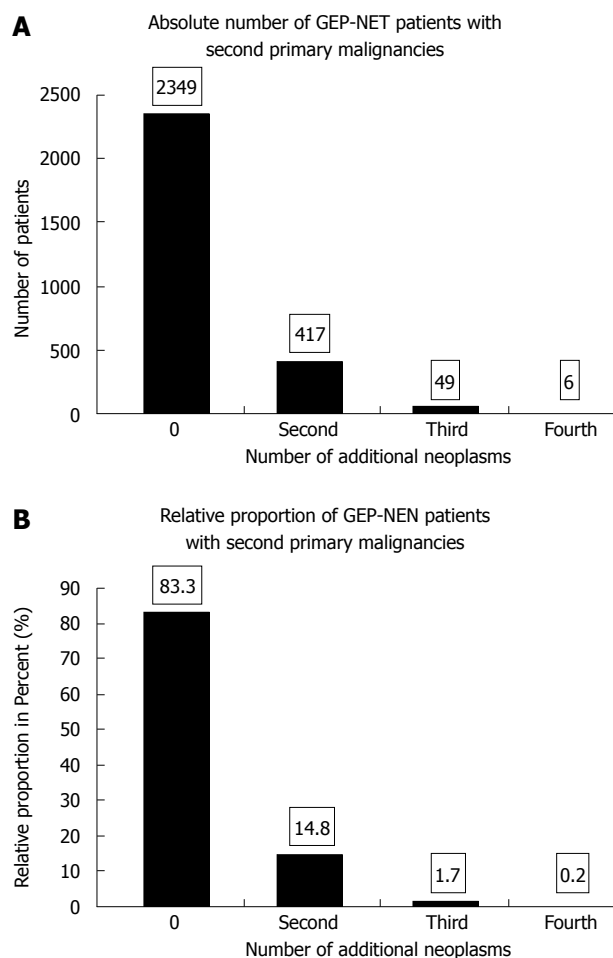 A
Absolute number of GEP-NET patients with
second primary malignancies
Number of patients
2500
2000
1500
1000
500
0
2349
417
49
6
0 Second Third Fourth
Number of additional neoplasms
B
Relative proportion of GEP-NEN patients
with second primary malignancies
Relative proportion in Percent (%)
90
80
70
60
50
40
30
20
10
0
83.3
14.8
1.7
0.2
0 Second Third Fourth
Number of additional neoplasms